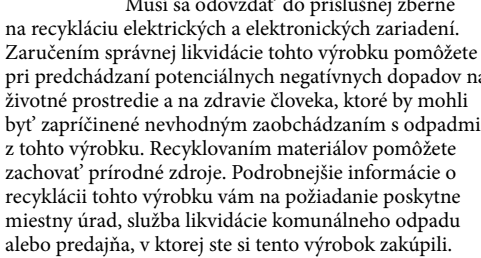 Musí sa odovzdať do príslušnej zberne
na recykláciu elektrických a elektronických zariadení.
Zaručením správnej likvidácie tohto výrobku pomôžete
pri predchádzaní potenciálnych negatívnych dopadov na
životné prostredie a na zdravie človeka, ktoré by mohli
byť zapríčinené nevhodným zaobchádzaním s odpadmi
z tohto výrobku. Recyklovaním materiálov pomôžete
zachovať prírodné zdroje. Podrobnejšie informácie o
recyklácii tohto výrobku vám na požiadanie poskytne
miestny úrad, služba likvidácie komunálneho odpadu
alebo predajňa, v ktorej ste si tento výrobok zakúpili.